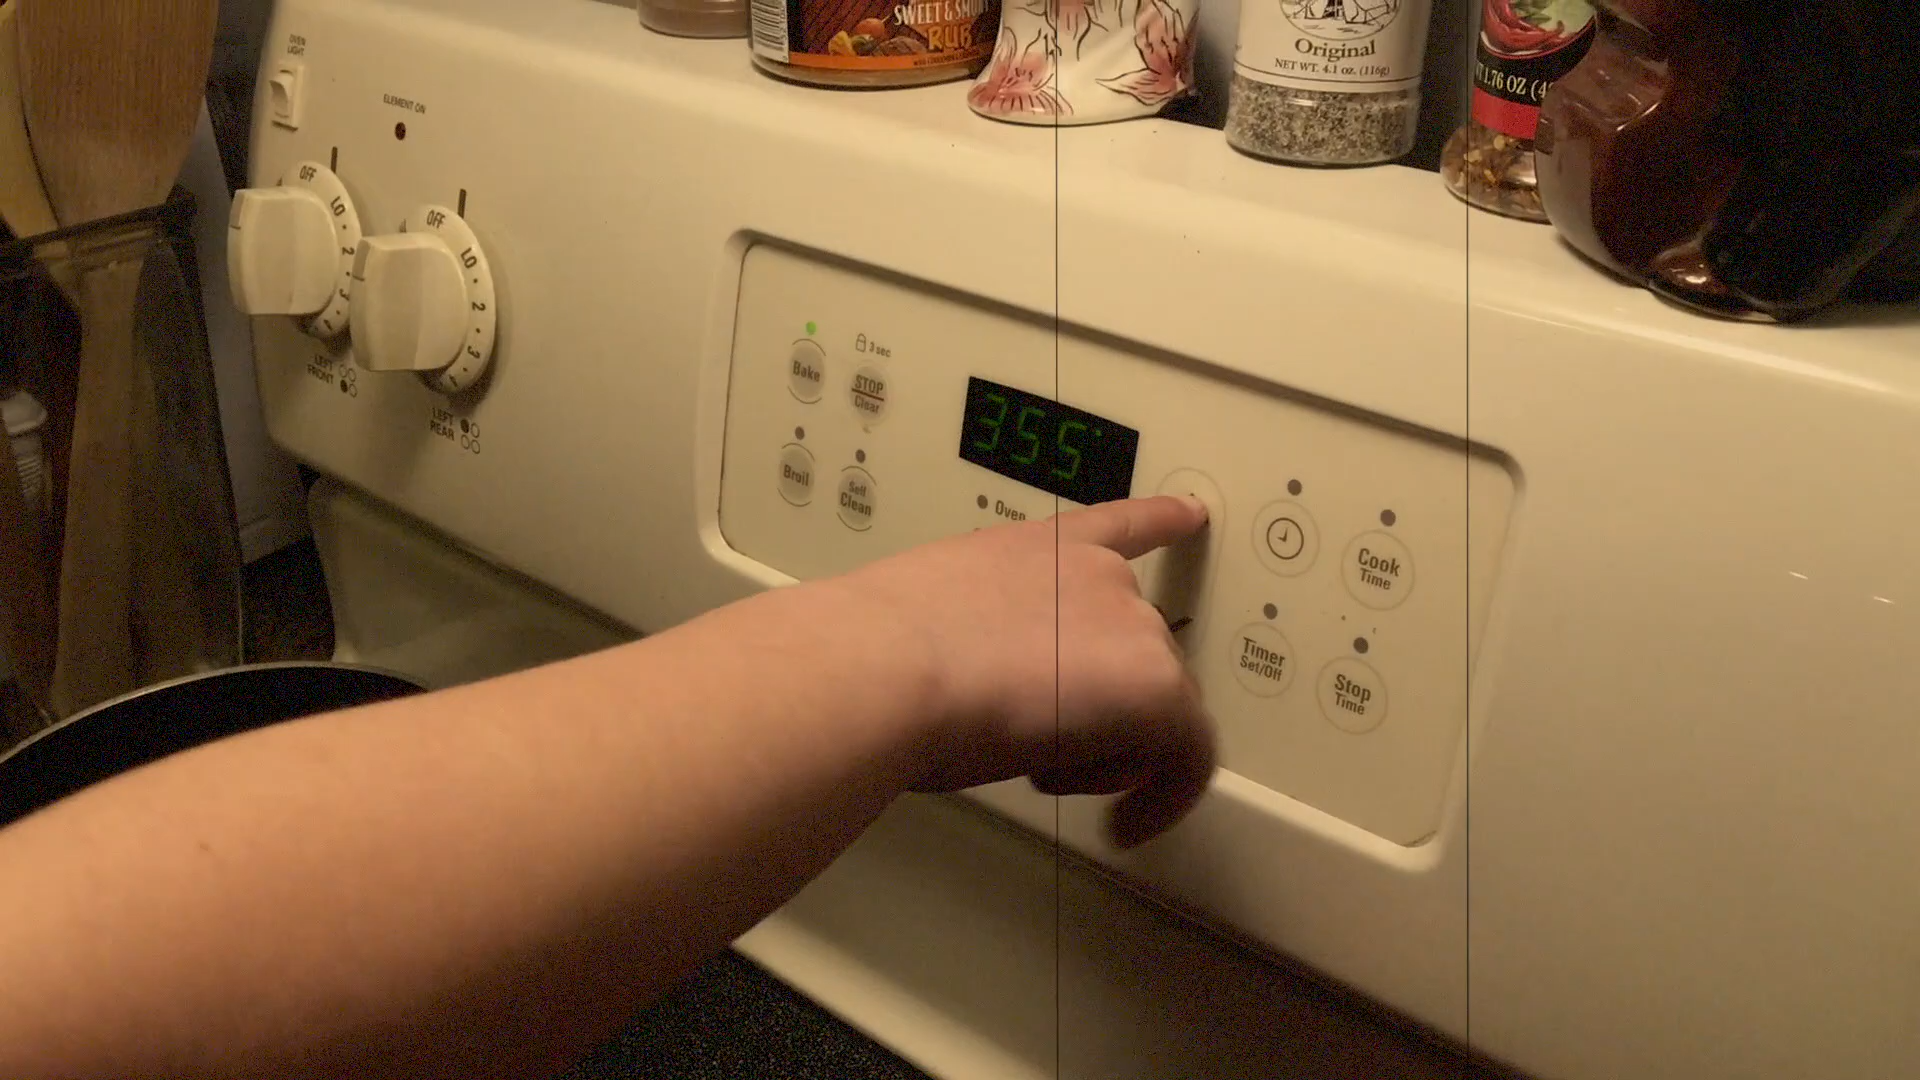 SWEET & SMOKY
RUB
Original
NET WT. 4.1 oz. (116g)
1.76 OZ
OVEN
LIGHT
ELEMENT ON
OFF
LO
2
3
LEFT
FRONT
OFF
LO
2
3
LEFT
REAR
Bake
3 sec
STOP
Clear
Broil
Self
Clean
355°
Oven
Cook
Time
Timer
Set/Off
Stop
Time